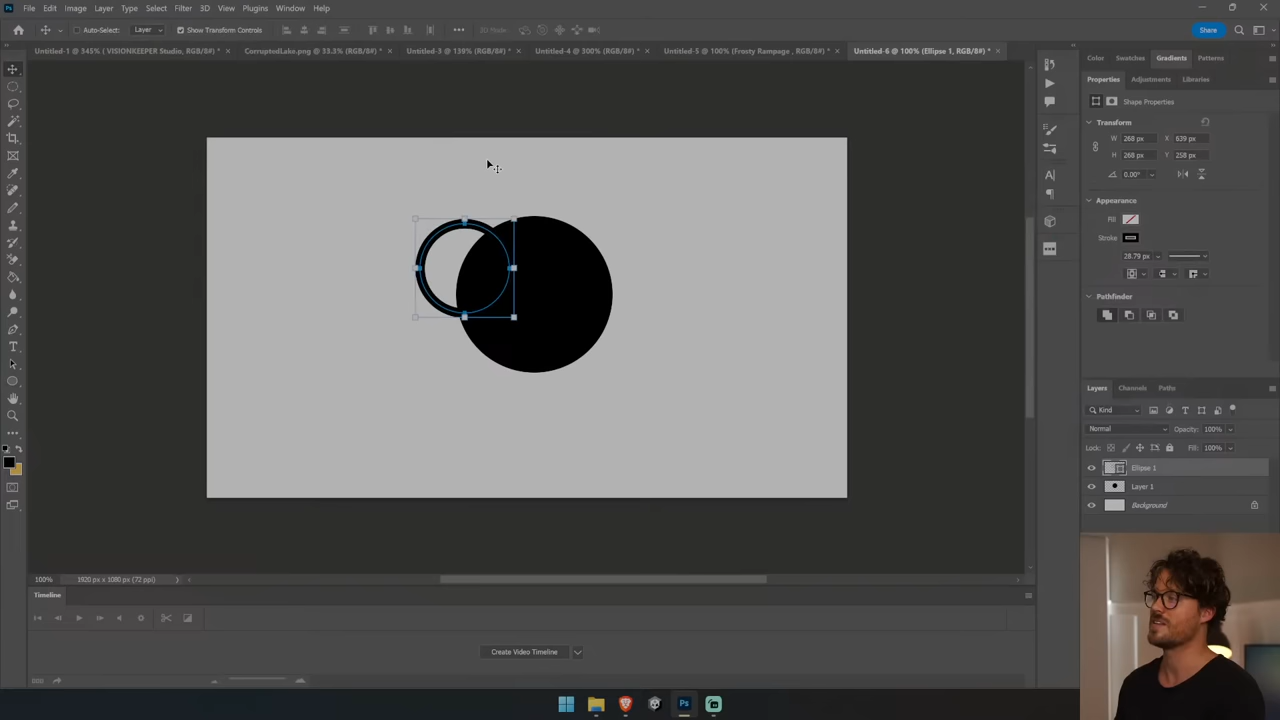 Ps File Edit Image Layer Type Select Filter 3D View Plugins Window Help
Auto-Select: Layer Show Transform Controls 3D Mode: Share
Untitled-1 @ 345% ( VISIONKEEPER Studio, RGB/8#) * × CorruptedLake.png @ 33.3% (RGB/8#) * × Untitled-3 @ 139% (RGB/8#) * × Untitled-4 @ 300% (RGB/8#) * × Untitled-5 @ 100% (Frosty Rampage , RGB/8#) * × Untitled-6 @ 100% (Ellipse 1, RGB/8#) * ×
Color Swatches Gradients Patterns
Properties Adjustments Libraries
Shape Properties
Transform
W 268 px X 639 px
H 268 px Y 258 px
0.00°
Appearance
Fill
Stroke
28.79 px
Pathfinder
Layers Channels Paths
Kind
Normal Opacity: 100%
Lock: Fill: 100%
Ellipse 1
Layer 1
Background
100% 1920 px x 1080 px (72 ppi)
Timeline
Create Video Timeline
Ps